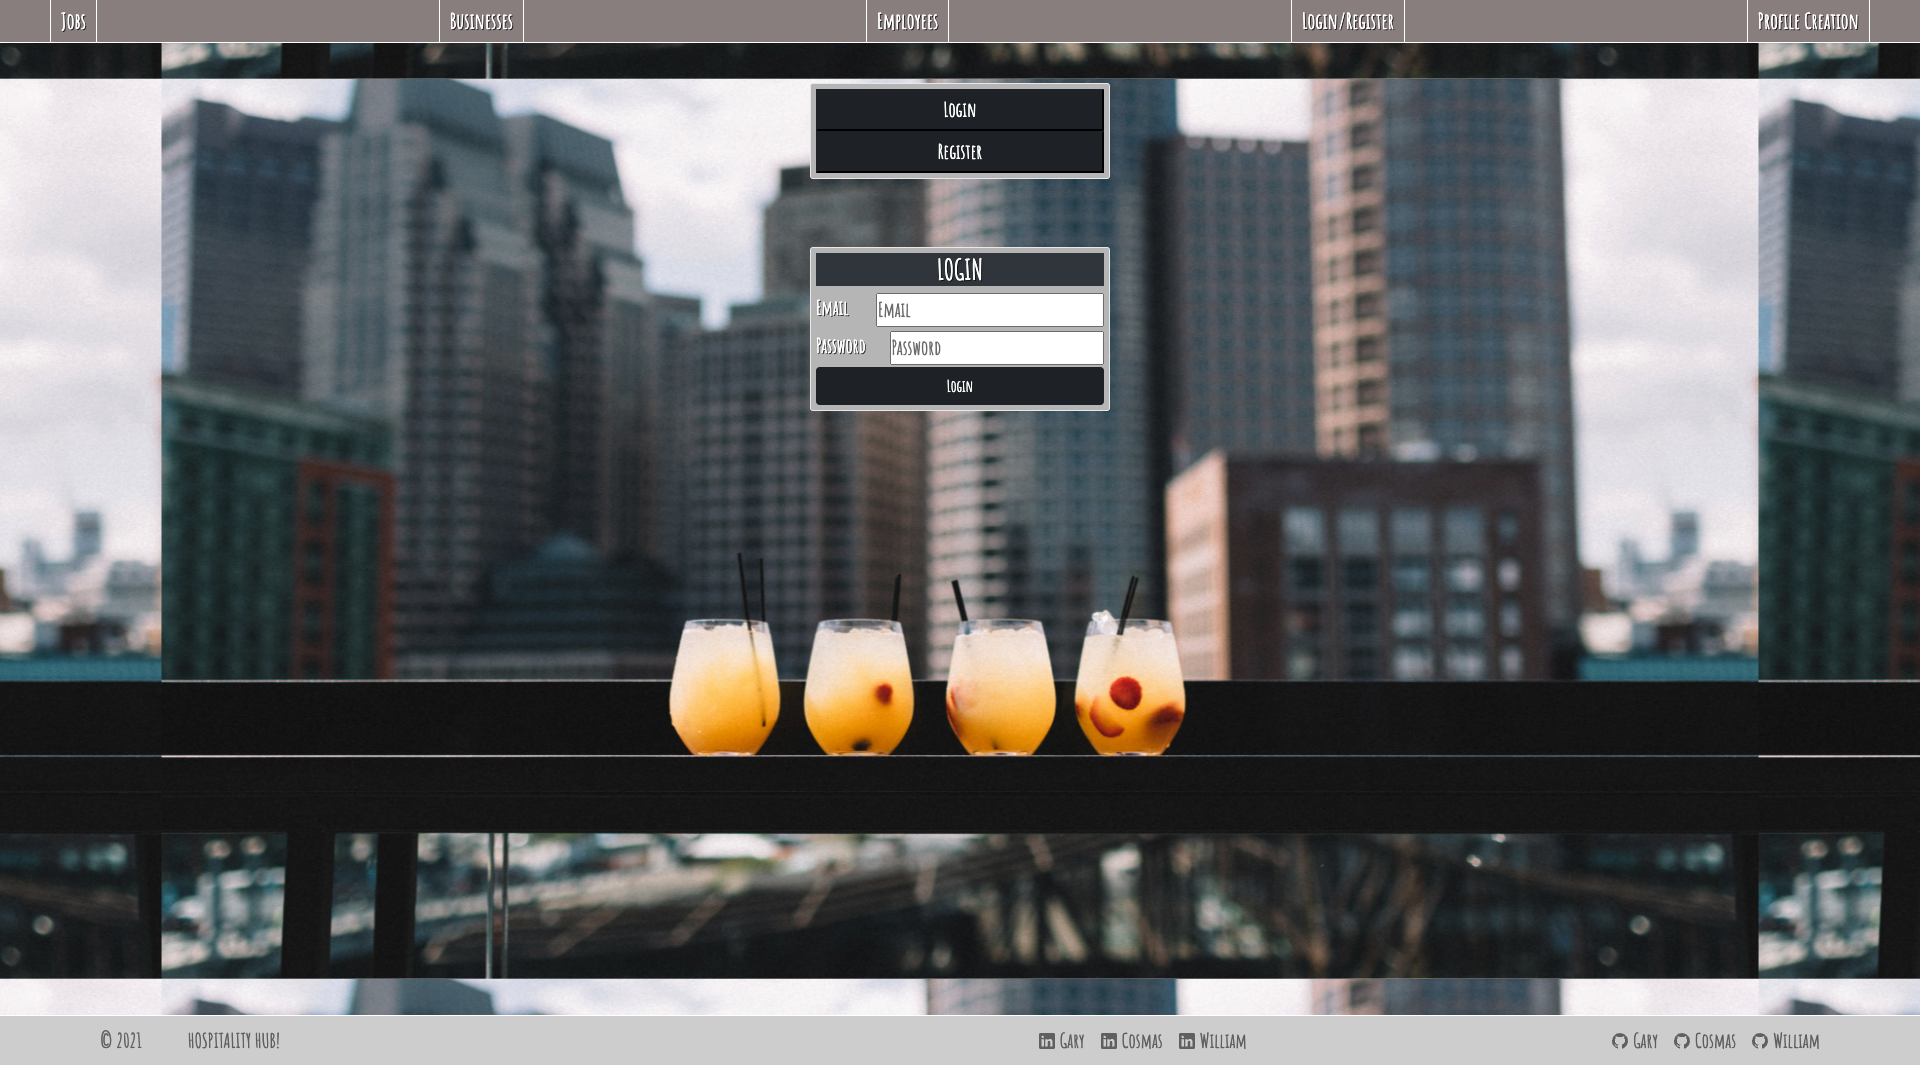 Jobs
Businesses
Employees
Login/Register
Profile Creation
Login
Register
LOGIN
Email
Email
Password
Password
Login
© 2021 HOSPITALITY HUB!
Gary Cosmas William
Gary Cosmas William